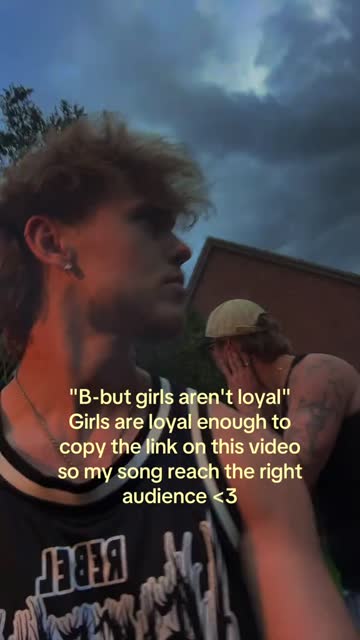 "B-but girls aren't loyal"
Girls are loyal enough to
copy the link on this video
so my song reach the right
audience <3
REBEL